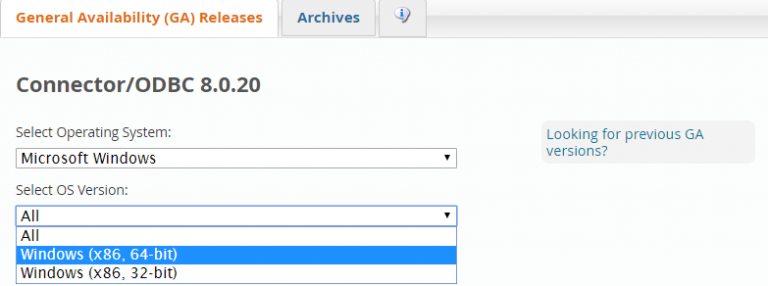 General Availability (GA) Releases
Archives
Connector/ODBC 8.0.20
Select Operating System:
Looking for previous GA
versions?
Microsoft Windows
Select OS Version:
All
All
Windows (x86, 64-bit)
Windows (x86, 32-bit)